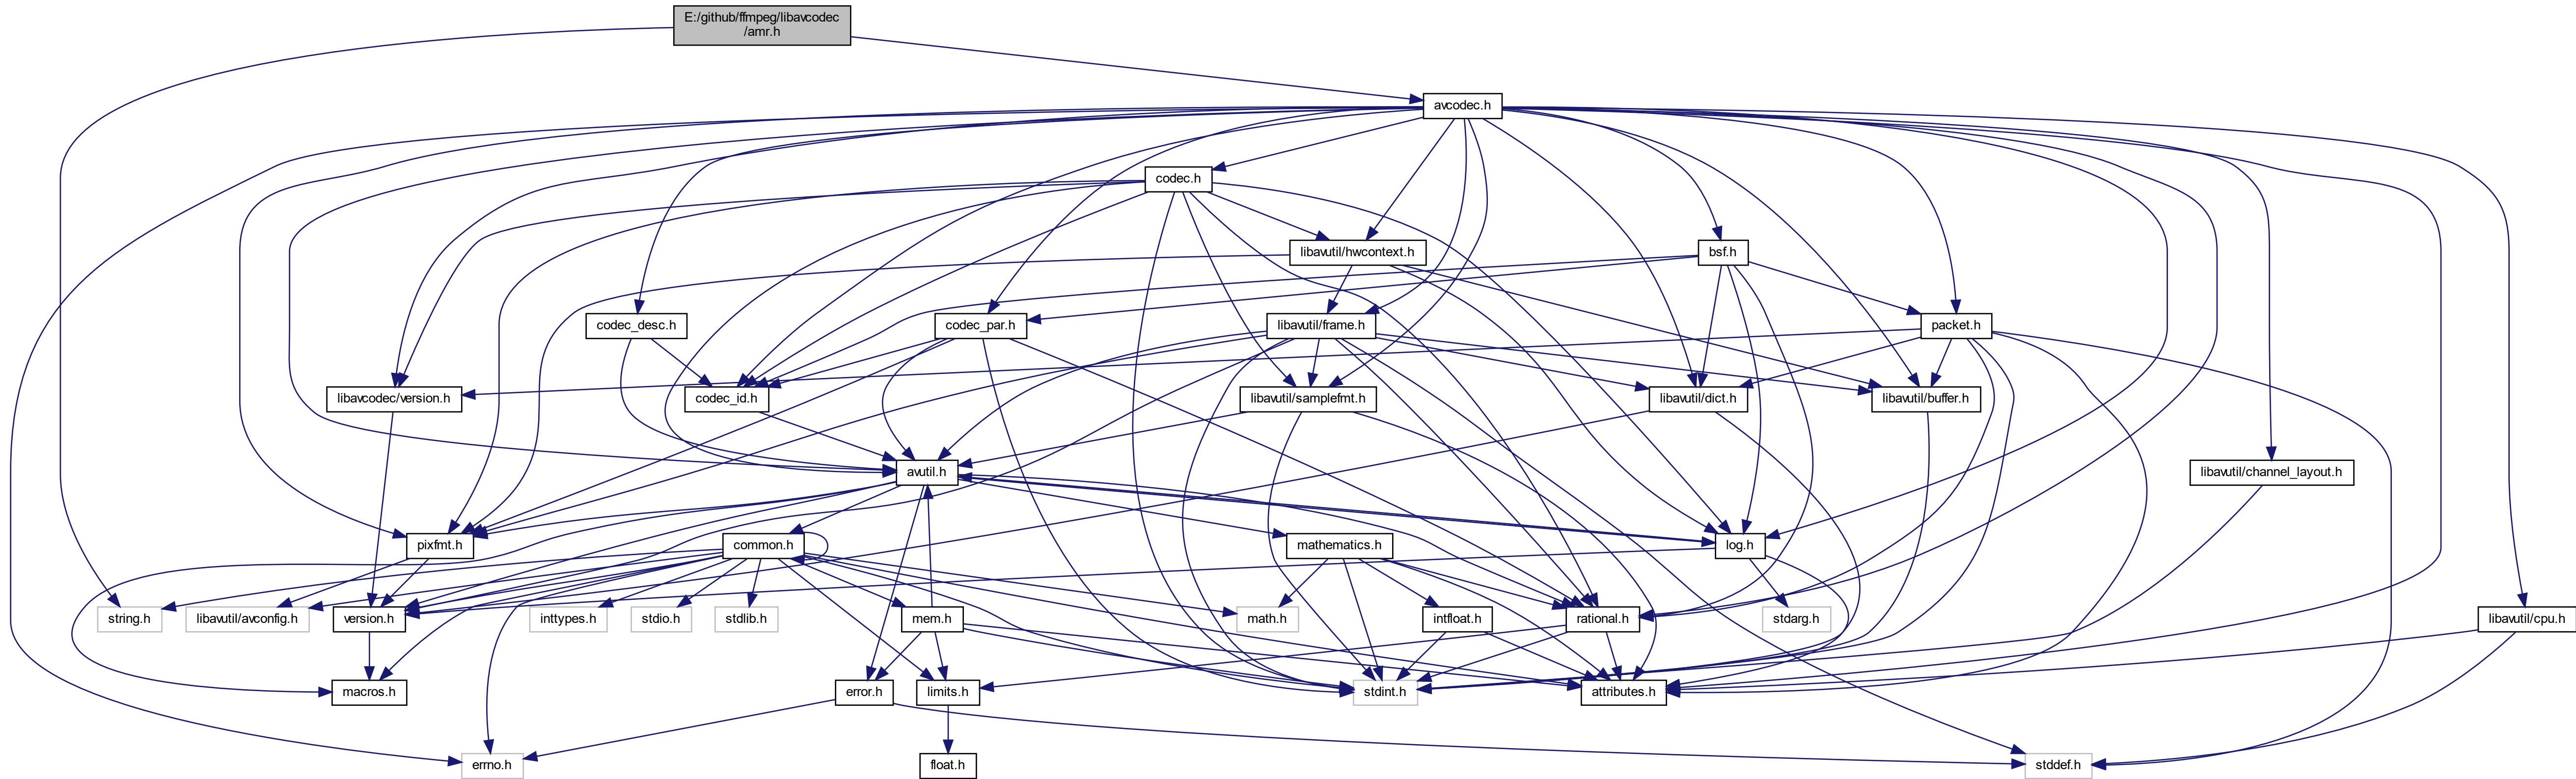 E:/github/ffmpeg/libavcodec
/amr.h
avcodec.h
codec.h
libavutil/hwcontext.h
bsf.h
codec_desc.h
codec_par.h
libavutil/frame.h
packet.h
libavcodec/version.h
codec_id.h
libavutil/samplefmt.h
libavutil/dict.h
libavutil/buffer.h
avutil.h
libavutil/channel_layout.h
pixfmt.h
common.h
mathematics.h
log.h
string.h
libavutil/avconfig.h
version.h
inttypes.h
stdio.h
stdlib.h
mem.h
math.h
intfloat.h
rational.h
stdarg.h
libavutil/cpu.h
macros.h
error.h
limits.h
stdint.h
attributes.h
errno.h
float.h
stddef.h